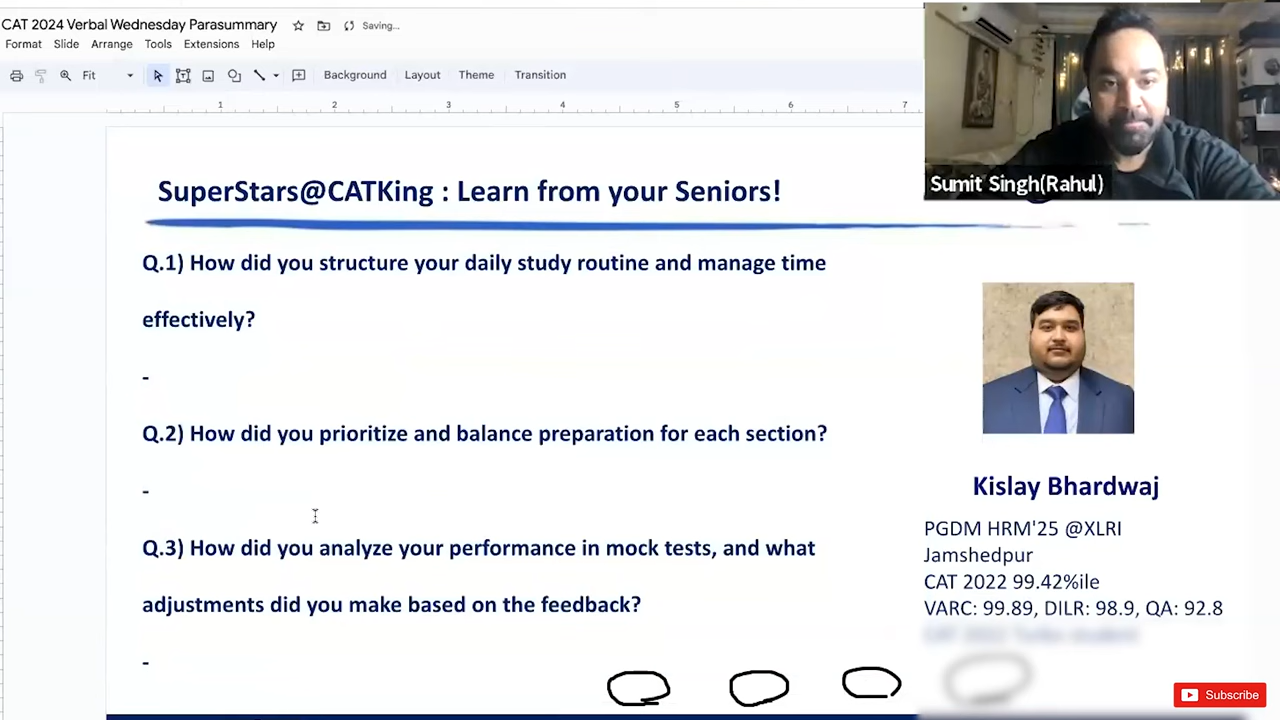 CAT 2024 Verbal Wednesday Parasummary
Saving...
Format Slide Arrange Tools Extensions Help
Fit
Background Layout Theme Transition
1 2 3 4 5 6 7
Sumit Singh(Rahul)
SuperStars@CATKing : Learn from your Seniors!
Q.1) How did you structure your daily study routine and manage time
effectively?
-
Q.2) How did you prioritize and balance preparation for each section?
-
Q.3) How did you analyze your performance in mock tests, and what
adjustments did you make based on the feedback?
-
Kislay Bhardwaj
PGDM HRM'25 @XLRI
Jamshedpur
CAT 2022 99.42%ile
VARC: 99.89, DILR: 98.9, QA: 92.8
Subscribe